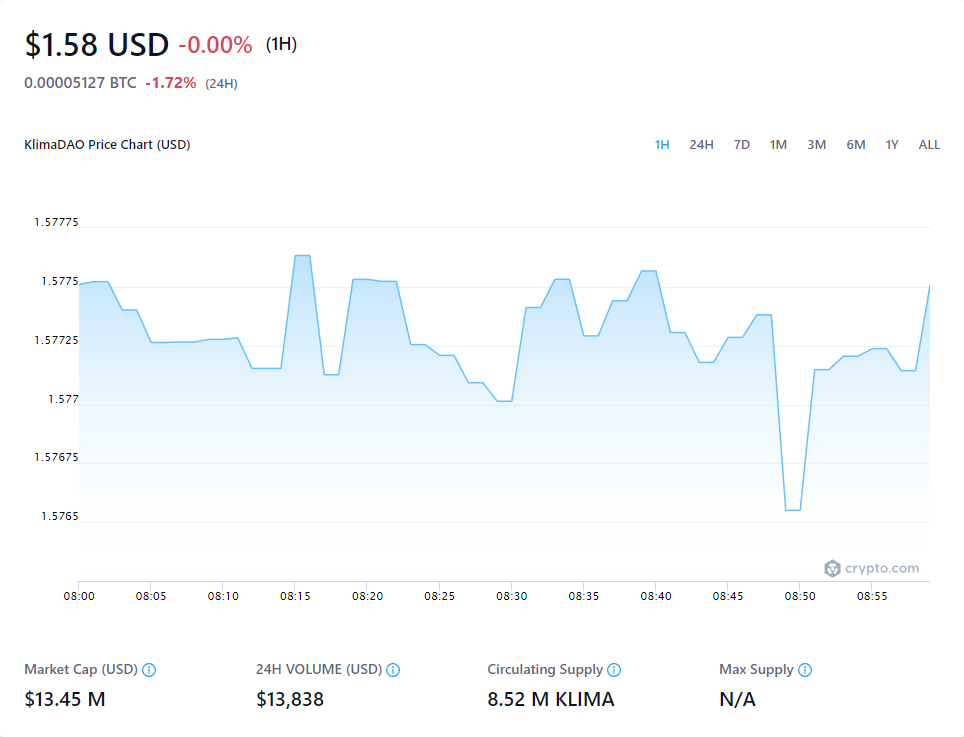 $1.58 USD -0.00% (1H)
0.00005127 BTC -1.72% (24H)
KlimaDAO Price Chart (USD) 1H 24H 7D 1M 3M 6M 1Y ALL
1.57775
1.5775
1.57725
1.577
1.57675
1.5765
crypto.com
08:00 08:05 08:10 08:15 08:20 08:25 08:30 08:35 08:40 08:45 08:50 08:55
Market Cap (USD) 24H VOLUME (USD) Circulating Supply Max Supply
$13.45 M $13,838 8.52 M KLIMA N/A